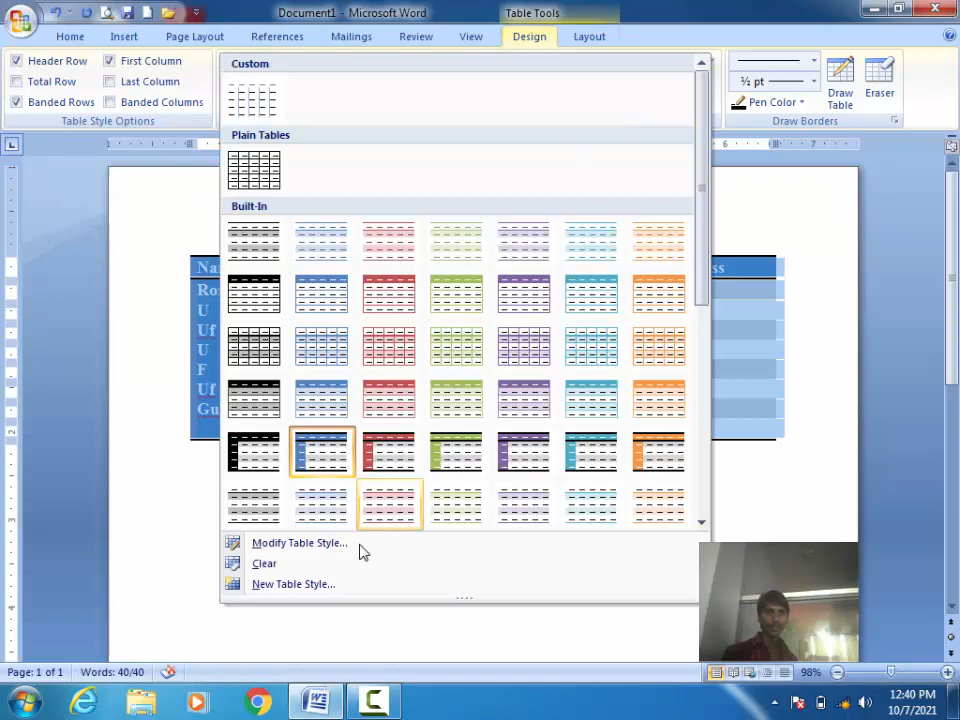 Document1 - Microsoft Word
Table Tools
Home
Insert
Page Layout
References
Mailings
Review
View
Design
Layout
Header Row
First Column
Total Row
Last Column
Banded Rows
Banded Columns
Table Style Options
Custom
Plain Tables
Built-In
Modify Table Style...
Clear
New Table Style...
½ pt
Pen Color
Draw Table
Eraser
Draw Borders
U
Uf
U
F
Uf
Page: 1 of 1
Words: 40/40
98%
12:40 PM
10/7/2021